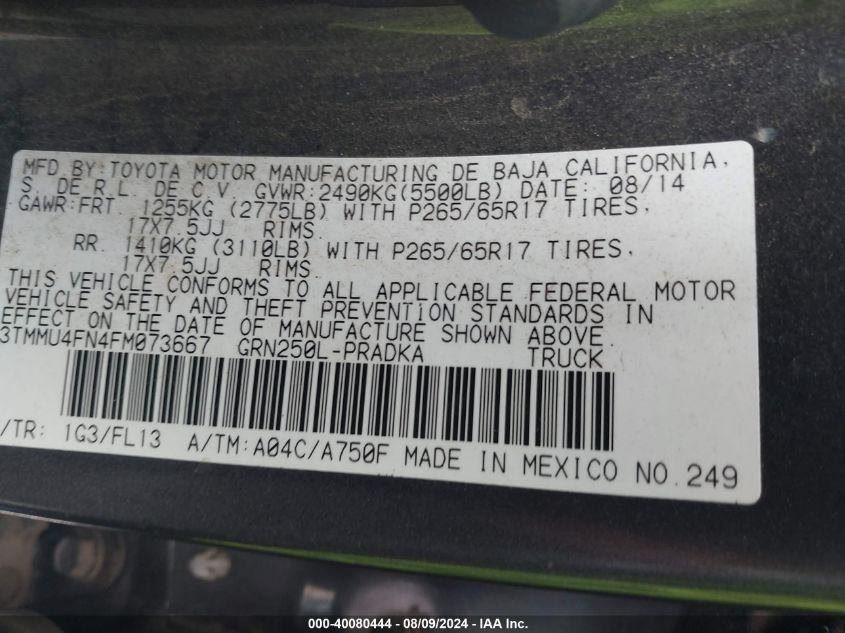 MFD BY:TOYOTA MOTOR MANUFACTURING DE BAJA CALIFORNIA,
S. DE R.L. DE C V. GVWR:2490KG(5500LB) DATE: 08/14
GAWR:FRT. 1255KG (2775LB) WITH P265/65R17 TIRES,
17X7.5JJ RIMS.
RR. 1410KG (3110LB) WITH P265/65R17 TIRES,
17X7.5JJ RIMS.
THIS VEHICLE CONFORMS TO ALL APPLICABLE FEDERAL MOTOR
VEHICLE SAFETY AND THEFT PREVENTION STANDARDS IN
EFFECT ON THE DATE OF MANUFACTURE SHOWN ABOVE.
3TMMU4FN4FM073667 GRN250L-PRADKA TRUCK
/TR: 1G3/FL13 A/TM:A04C/A750F MADE IN MEXICO NO.249
000-40080444 - 08/09/2024 - IAA Inc.